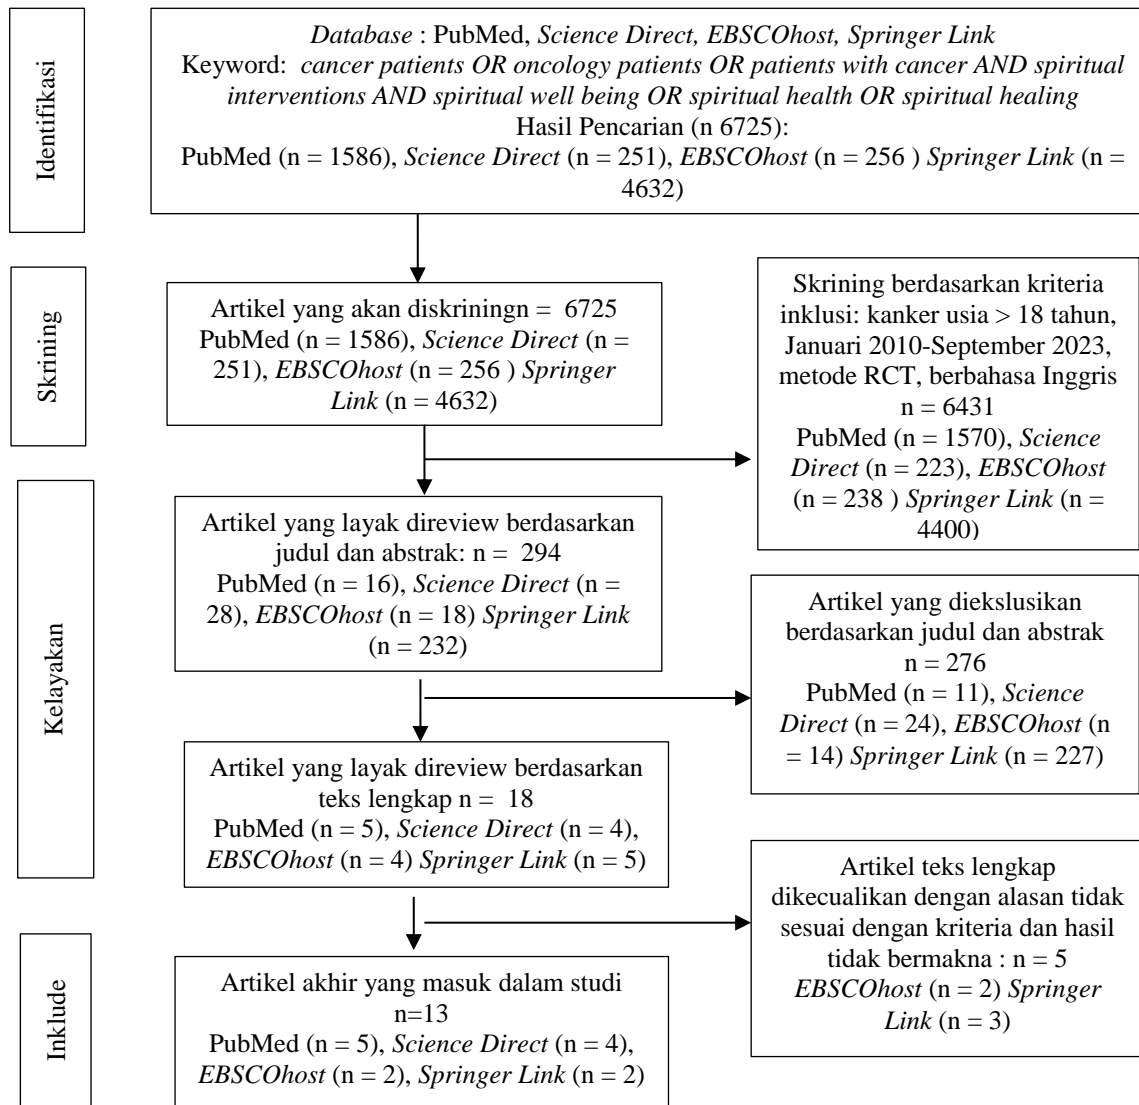 Identifikasi
Database : PubMed, Science Direct, EBSCOhost, Springer Link
Keyword: cancer patients OR oncology patients OR patients with cancer AND spiritual
interventions AND spiritual well being OR spiritual health OR spiritual healing
Hasil Pencarian (n 6725):
PubMed (n = 1586), Science Direct (n = 251), EBSCOhost (n = 256 ) Springer Link (n =
4632)
Skrining
Artikel yang akan diskriningn = 6725
PubMed (n = 1586), Science Direct (n =
251), EBSCOhost (n = 256 ) Springer
Link (n = 4632)
Skrining berdasarkan kriteria
inklusi: kanker usia > 18 tahun,
Januari 2010-September 2023,
metode RCT, berbahasa Inggris
n = 6431
PubMed (n = 1570), Science
Direct (n = 223), EBSCOhost
(n = 238 ) Springer Link (n =
4400)
Kelayakan
Artikel yang layak direview berdasarkan
judul dan abstrak: n = 294
PubMed (n = 16), Science Direct (n =
28), EBSCOhost (n = 18) Springer Link
(n = 232)
Artikel yang diekslusikan
berdasarkan judul dan abstrak
n = 276
PubMed (n = 11), Science
Direct (n = 24), EBSCOhost (n
= 14) Springer Link (n = 227)
Artikel yang layak direview berdasarkan
teks lengkap n = 18
PubMed (n = 5), Science Direct (n = 4),
EBSCOhost (n = 4) Springer Link (n = 5)
Artikel teks lengkap
dikecualikan dengan alasan tidak
sesuai dengan kriteria dan hasil
tidak bermakna : n = 5
EBSCOhost (n = 2) Springer
Link (n = 3)
Inklude
Artikel akhir yang masuk dalam studi
n=13
PubMed (n = 5), Science Direct (n = 4),
EBSCOhost (n = 2), Springer Link (n = 2)